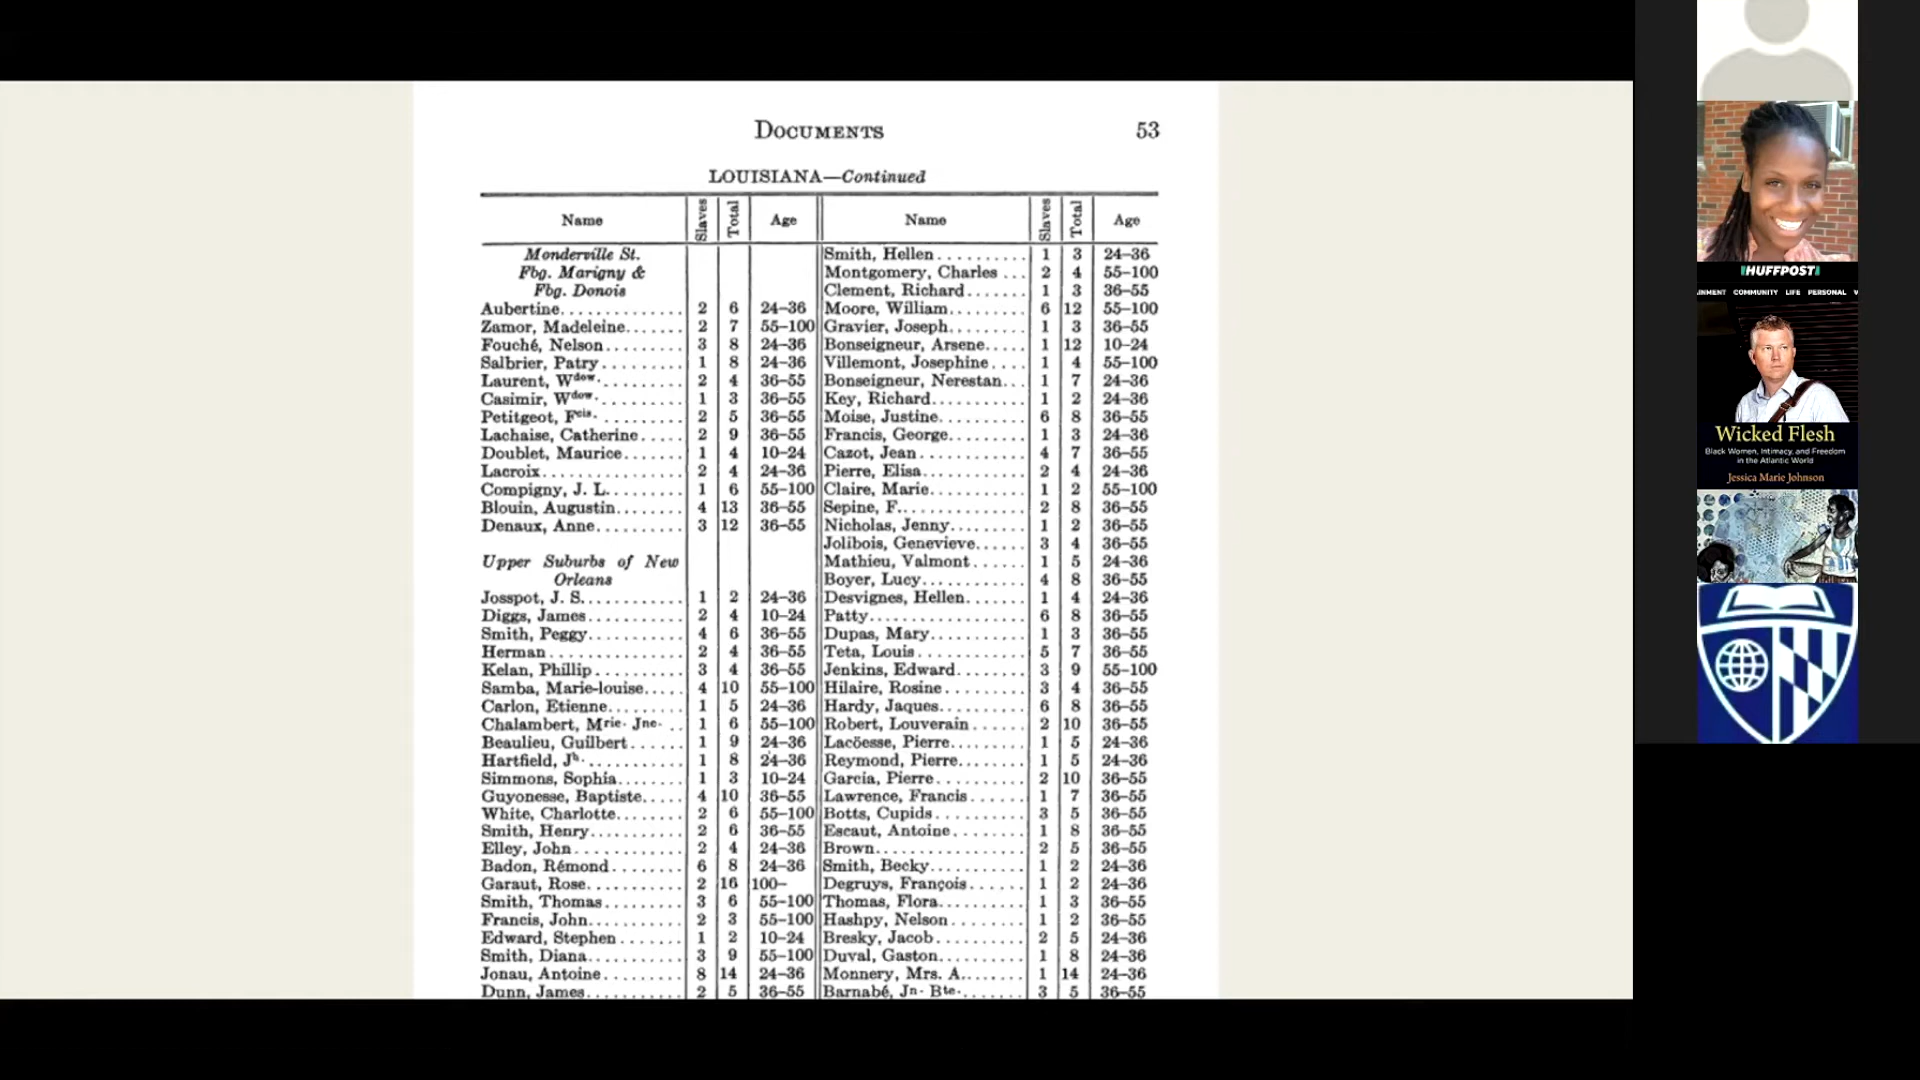 DOCUMENTS 53
LOUISIANA—Continued
Name Slaves Total Age Name Slaves Total Age
Monderville St.
Fbg. Marigny &
Fbg. Donois
Aubertine 2 6 24–36
Zamor, Madeleine 2 7 55–100
Fouché, Nelson 3 8 24–36
Salbrier, Patry 1 8 24–36
Laurent, Wdow. 2 4 36–55
Casimir, Wdow. 1 3 36–55
Petitgeot, Fcis. 2 5 36–55
Lachaise, Catherine 2 9 36–55
Doublet, Maurice 1 4 10–24
Lacroix 2 4 24–36
Compigny, J. L. 1 6 55–100
Blouin, Augustin 4 13 36–55
Denaux, Anne 3 12 36–55
Upper Suburbs of New
Orleans
Josspot, J. S. 1 2 24–36
Diggs, James 2 4 10–24
Smith, Peggy 4 6 36–55
Herman 2 4 36–55
Kelan, Phillip 3 4 36–55
Samba, Marie-louise 4 10 55–100
Carlon, Etienne 1 5 24–36
Chalambert, Mrie. Jne. 1 6 55–100
Beaulieu, Guilbert 1 9 24–36
Hartfield, Jh. 1 8 24–36
Simmons, Sophia 1 3 10–24
Guyonesse, Baptiste 4 10 36–55
White, Charlotte 2 6 55–100
Smith, Henry 2 6 36–55
Elley, John 2 4 24–36
Badon, Rémond 6 8 24–36
Garaut, Rose 2 16 100–
Smith, Thomas 3 6 55–100
Francis, John 2 3 55–100
Edward, Stephen 1 2 10–24
Smith, Diana 3 9 55–100
Jonau, Antoine 8 14 24–36
Dunn, James 2 5 36–55
Smith, Hellen 1 3 24–36
Montgomery, Charles 2 4 55–100
Clement, Richard 1 3 36–55
Moore, William 6 12 55–100
Gravier, Joseph 1 3 36–55
Bonseigneur, Arsene 1 12 10–24
Villemont, Josephine 1 4 55–100
Bonseigneur, Nerestan 1 7 24–36
Key, Richard 1 2 24–36
Moise, Justine 6 8 36–55
Francis, George 1 3 24–36
Cazot, Jean 4 7 36–55
Pierre, Elisa 2 4 24–36
Claire, Marie 1 2 55–100
Sepine, F. 2 8 36–55
Nicholas, Jenny 1 2 36–55
Jolibois, Genevieve 3 4 36–55
Mathieu, Valmont 1 5 24–36
Boyer, Lucy 4 8 36–55
Desvignes, Hellen 1 4 24–36
Patty 6 8 36–55
Dupas, Mary 1 3 36–55
Teta, Louis 5 7 36–55
Jenkins, Edward 3 9 55–100
Hilaire, Rosine 3 4 36–55
Hardy, Jaques 6 8 36–55
Robert, Louverain 2 10 36–55
Lacöesse, Pierre 1 5 24–36
Reymond, Pierre 1 5 24–36
Garcia, Pierre 2 10 36–55
Lawrence, Francis 1 7 36–55
Botts, Cupids 3 5 36–55
Escaut, Antoine 1 8 36–55
Brown 2 5 36–55
Smith, Becky 1 2 24–36
Degruys, François 1 2 24–36
Thomas, Flora 1 3 36–55
Hashpy, Nelson 1 2 36–55
Bresky, Jacob 2 5 24–36
Duval, Gaston 1 8 24–36
Monnery, Mrs. A. 1 14 24–36
Barnabé, Jn. Bte. 3 5 36–55
HUFFPOST
INMENT COMMUNITY LIFE PERSONAL
Wicked Flesh
Black Women, Intimacy, and Freedom
in the Atlantic World
Jessica Marie Johnson